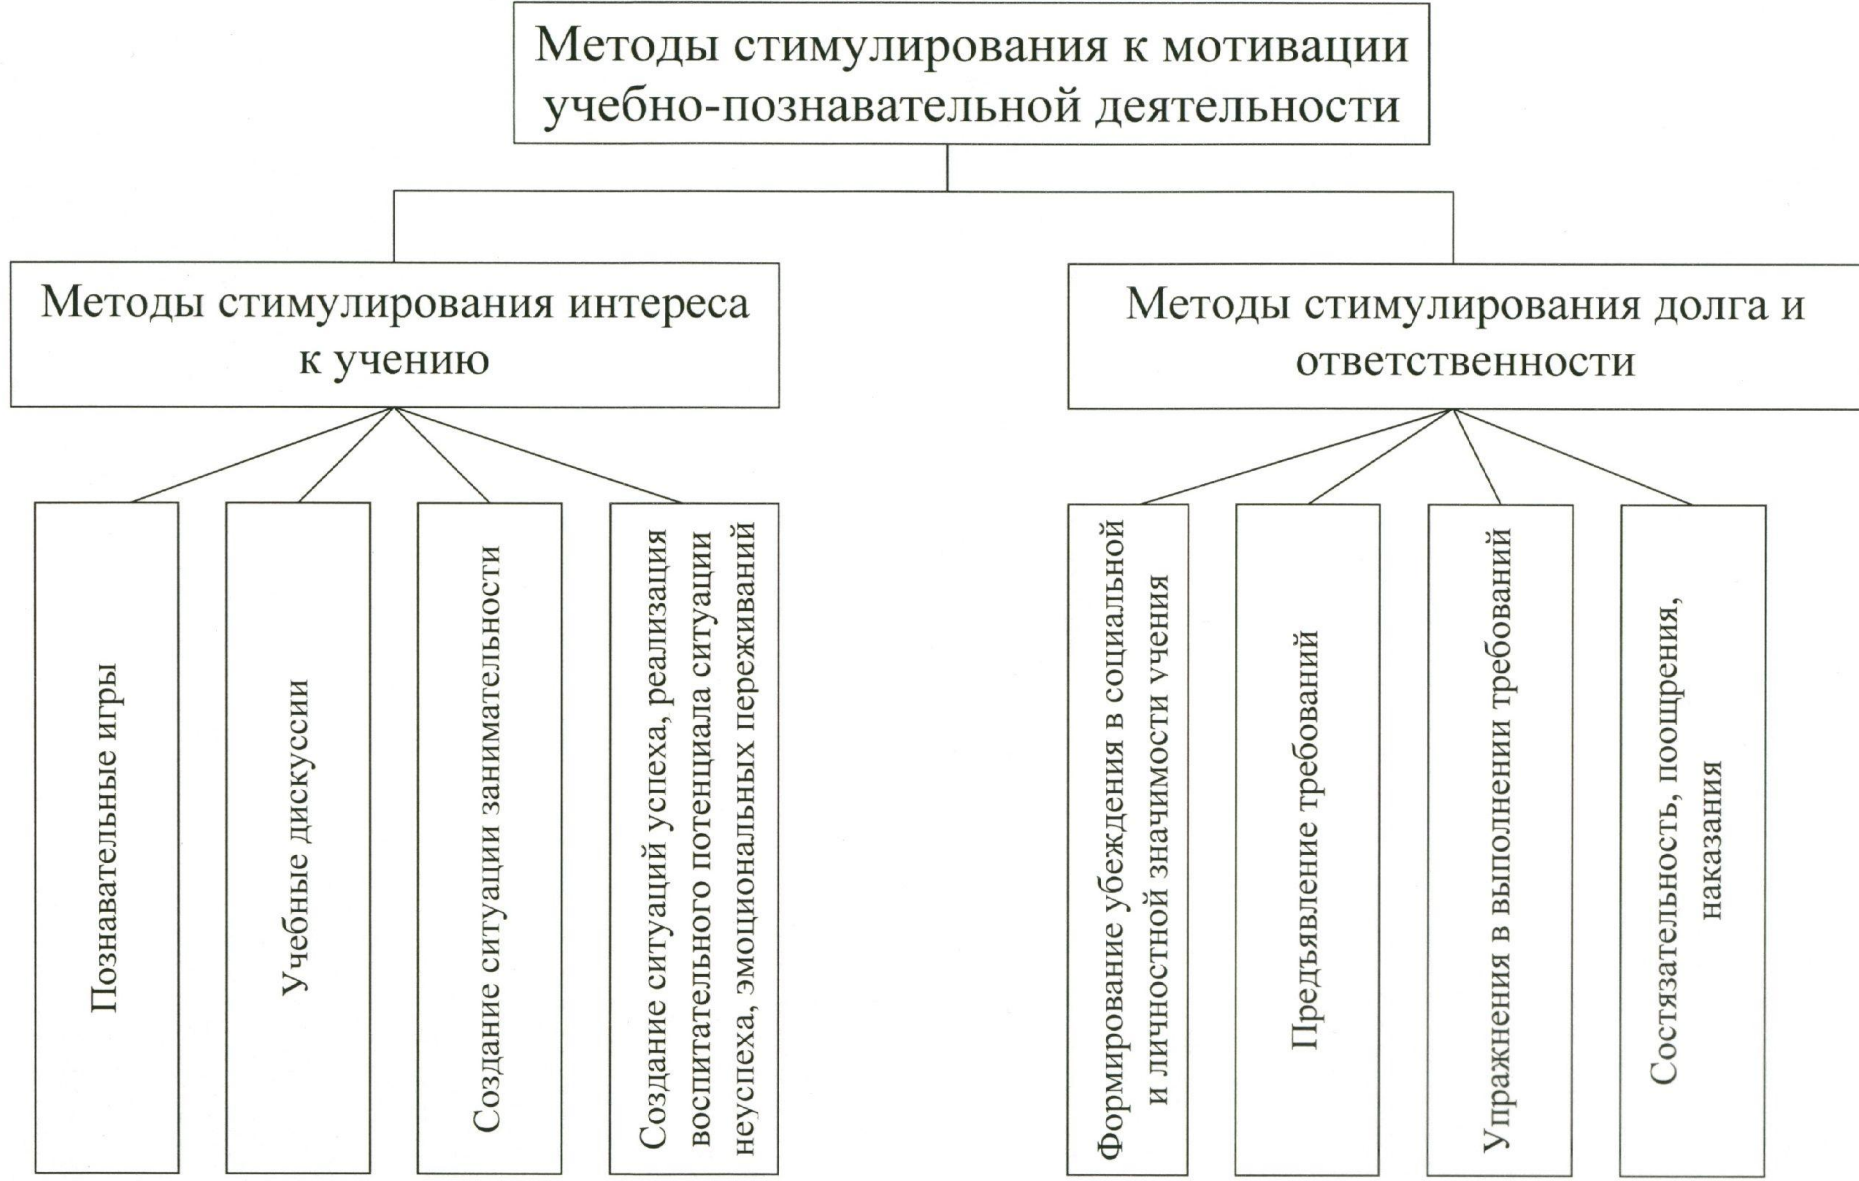 Методы стимулирования к мотивации
учебно-познавательной деятельности
Методы стимулирования интереса
к учению
Методы стимулирования долга и
ответственности
Познавательные игры
Учебные дискуссии
Создание ситуации занимательности
Создание ситуаций успеха, реализация
воспитательного потенциала ситуации
неуспеха, эмоциональных переживаний
Формирование убеждения в социальной
и личностной значимости учения
Предъявление требований
Упражнения в выполнении требований
Состязательность, поощрения,
наказания